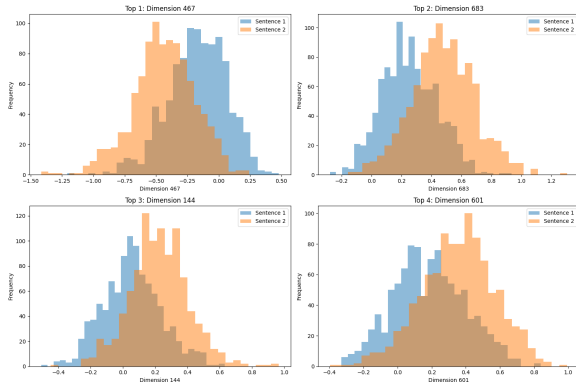 Top 1: Dimension 467
Sentence 1
Sentence 2
Frequency
100
80
60
40
20
0
−1.50
−1.25
−1.00
−0.75
−0.50
−0.25
0.00
0.25
0.50
Dimension 467
Top 2: Dimension 683
Sentence 1
Sentence 2
Frequency
100
80
60
40
20
0
−0.2
0.0
0.2
0.4
0.6
0.8
1.0
1.2
Dimension 683
Top 3: Dimension 144
Sentence 1
Sentence 2
Frequency
120
100
80
60
40
20
0
−0.4
−0.2
0.0
0.2
0.4
0.6
0.8
1.0
Dimension 144
Top 4: Dimension 601
Sentence 1
Sentence 2
Frequency
100
80
60
40
20
0
−0.4
−0.2
0.0
0.2
0.4
0.6
0.8
1.0
Dimension 601